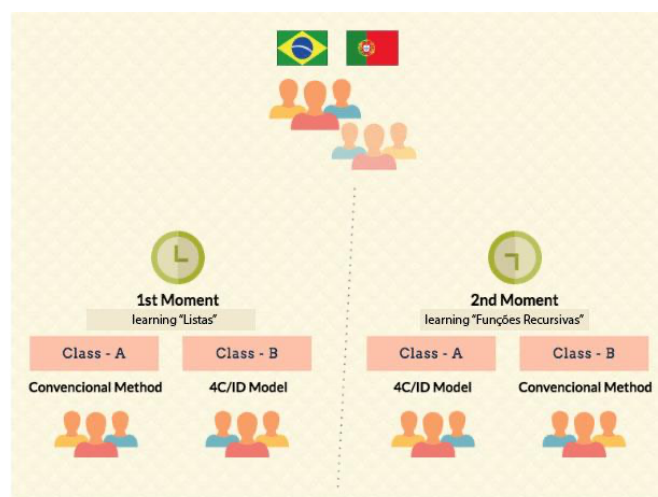 1st Moment
learning "Listas"
Class - A
Class - B
Convencional Method
4C/ID Model
2nd Moment
learning "Funções Recursivas"
Class - A
Class - B
4C/ID Model
Convencional Method